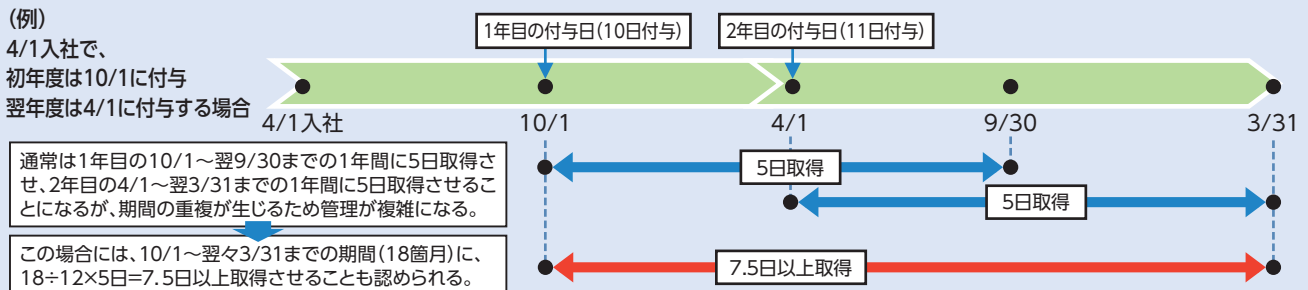 (例)
4/1入社で、
初年度は10/1に付与
翌年度は4/1に付与する場合
1年目の付与日(10日付与)
2年目の付与日(11日付与)
4/1入社
10/1
4/1
9/30
3/31
通常は1年目の10/1～翌9/30までの1年間に5日取得さ
せ、2年目の4/1～翌3/31までの1年間に5日取得させるこ
とになるが、期間の重複が生じるため管理が複雑になる。
5日取得
5日取得
この場合には、10/1～翌々3/31までの期間(18箇月)に、
18÷12×5日=7.5日以上取得させることも認められる。
7.5日以上取得